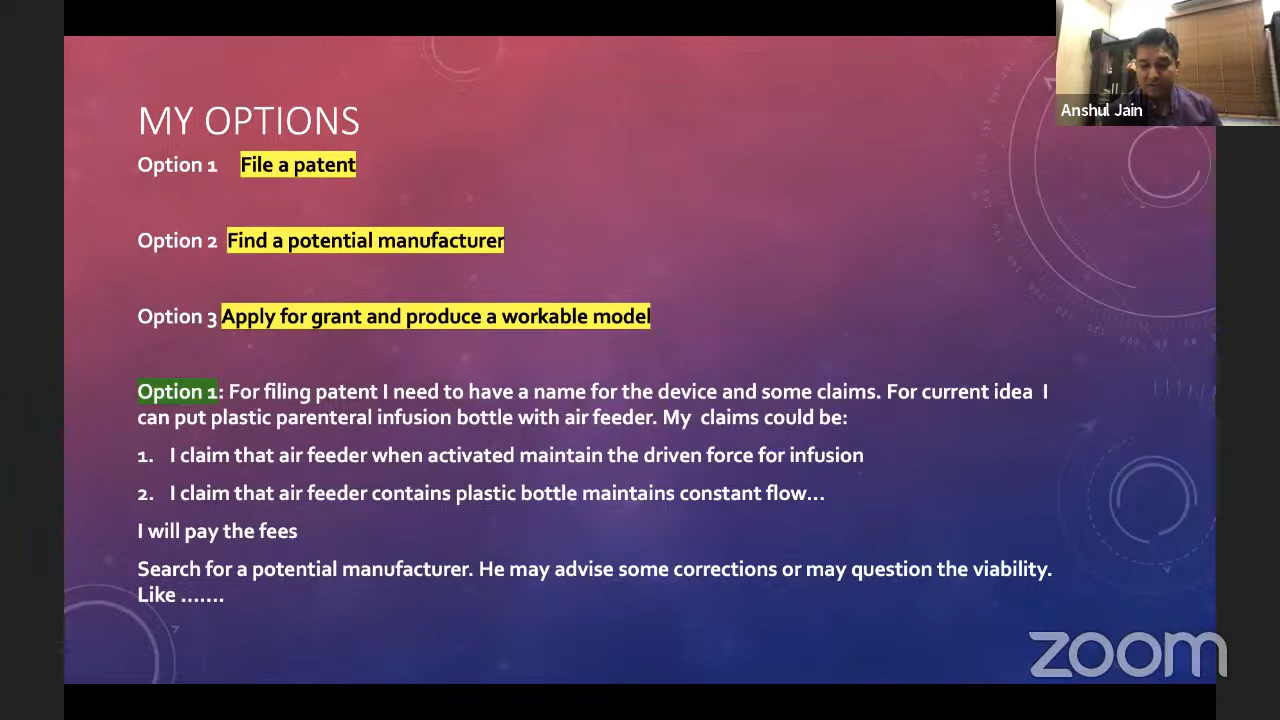 MY OPTIONS
Option 1 File a patent
Option 2 Find a potential manufacturer
Option 3 Apply for grant and produce a workable model
Option 1: For filing patent I need to have a name for the device and some claims. For current idea I
can put plastic parenteral infusion bottle with air feeder. My claims could be:
1. I claim that air feeder when activated maintain the driven force for infusion
2. I claim that air feeder contains plastic bottle maintains constant flow...
I will pay the fees
Search for a potential manufacturer. He may advise some corrections or may question the viability.
Like .......
Anshul Jain
zoom